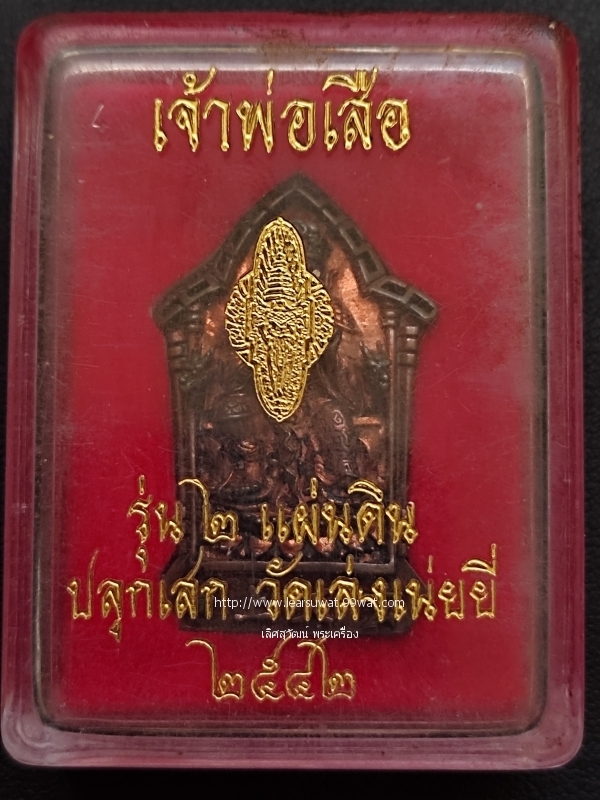 เจ้าพ่อเสือ
รุ่น ๒ แผ่นดิน
ปลุกเสก วัดเล่งเน่ยยี่
http://www.learsuwat.99wat.com
เลิศสุวัฒน์ พระเครื่อง
๒๕๔๒